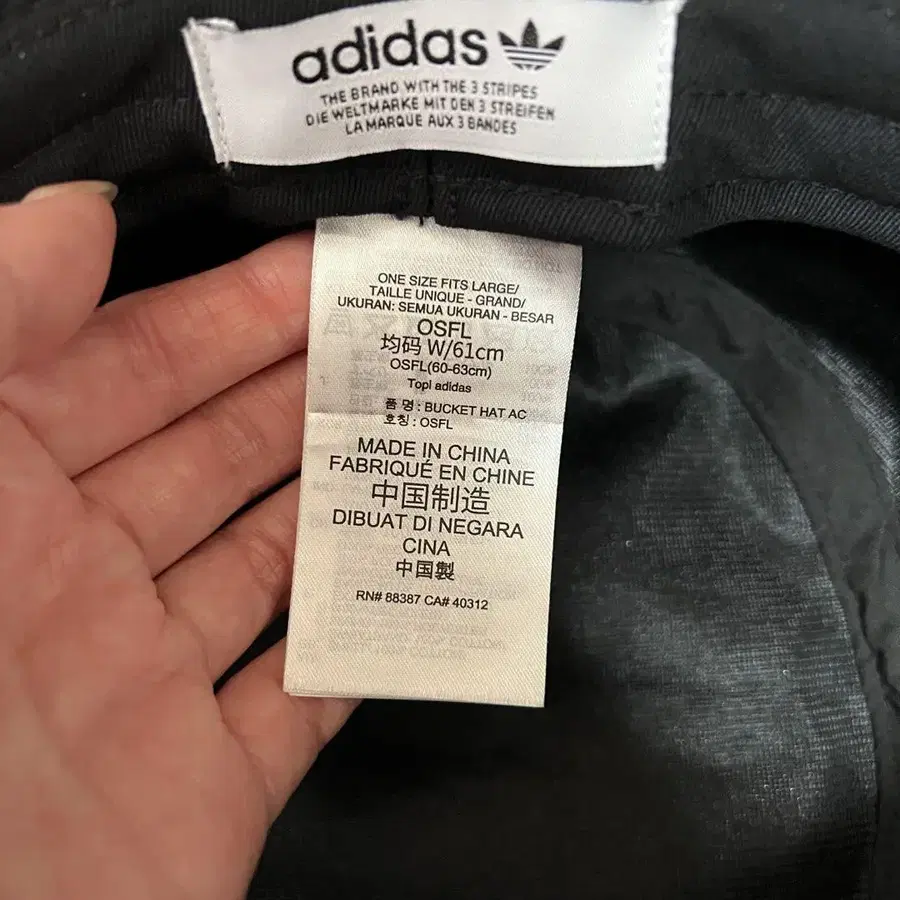 adidas
THE BRAND WITH THE 3 STRIPES
DIE WELTMARKE MIT DEN 3 STREIFEN
LA MARQUE AUX 3 BANDES
ONE SIZE FITS LARGE/
TAILLE UNIQUE - GRAND/
UKURAN: SEMUA UKURAN - BESAR
OSFL
均码 W/61cm
OSFL(60-63cm)
Topi adidas
품 명 : BUCKET HAT AC
호칭 : OSFL
MADE IN CHINA
FABRIQUÉ EN CHINE
中国制造
DIBUAT DI NEGARA
CINA
中国製
RN# 88387 CA# 40312